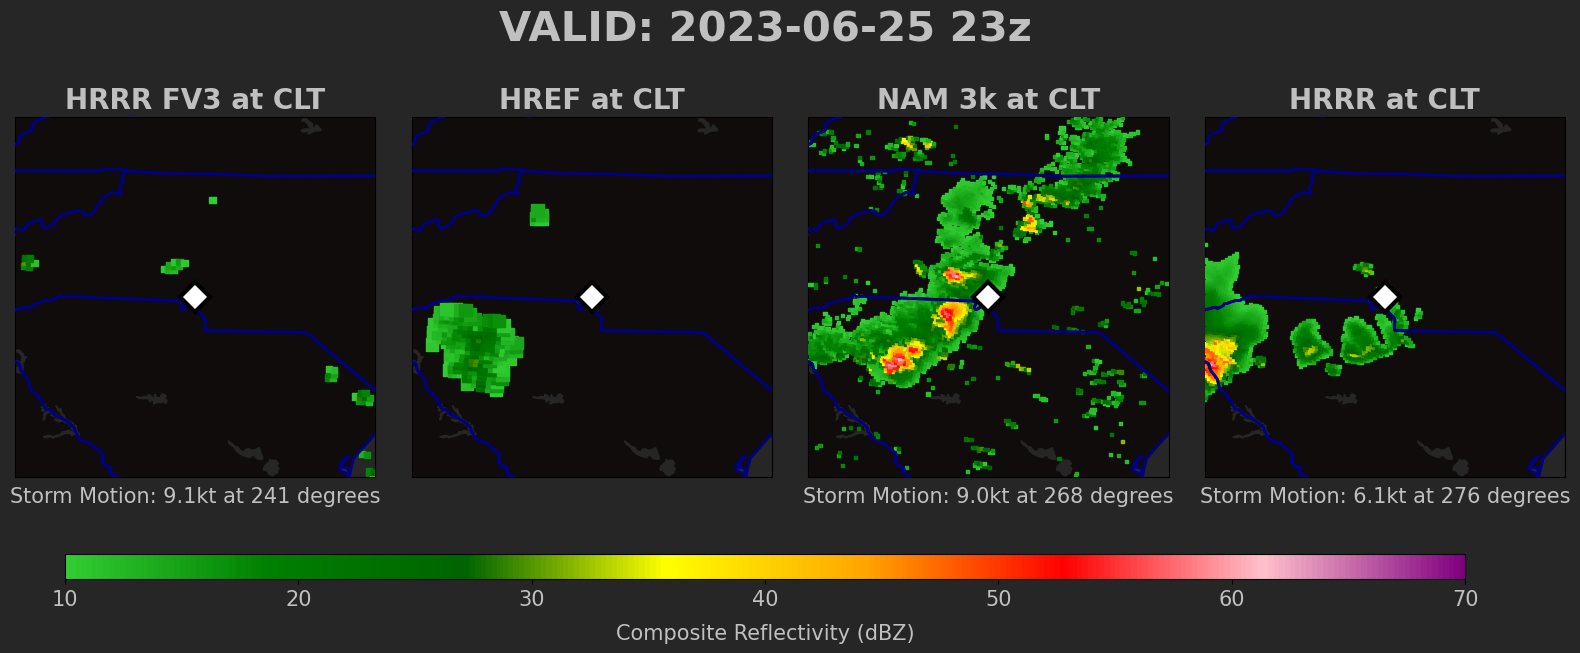 VALID: 2023-06-25 23z
HRRR FV3 at CLT
HREF at CLT
NAM 3k at CLT
HRRR at CLT
Storm Motion: 9.1kt at 241 degrees
Storm Motion: 9.0kt at 268 degrees
Storm Motion: 6.1kt at 276 degrees
10 20 30 40 50 60 70
Composite Reflectivity (dBZ)